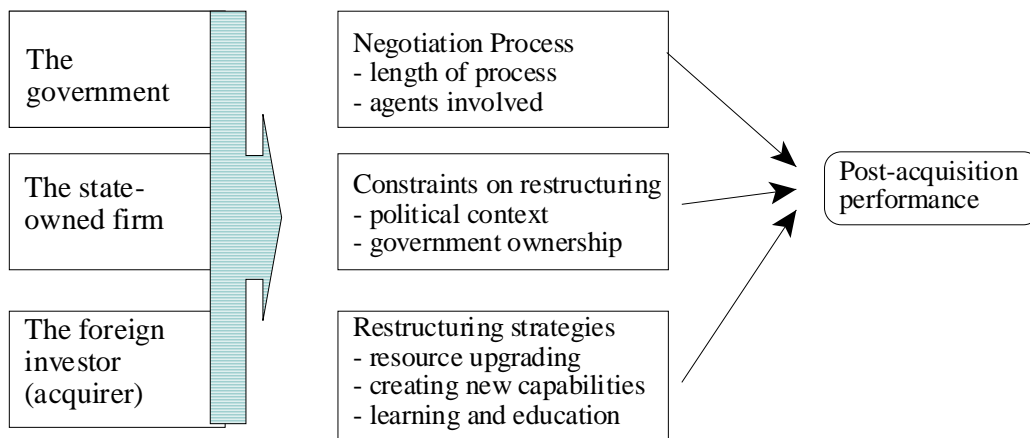 The
government
The state-
owned firm
The foreign
investor
(acquirer)
Negotiation Process
- length of process
- agents involved
Constraints on restructuring
- political context
- government ownership
Restructuring strategies
- resource upgrading
- creating new capabilities
- learning and education
Post-acquisition
performance